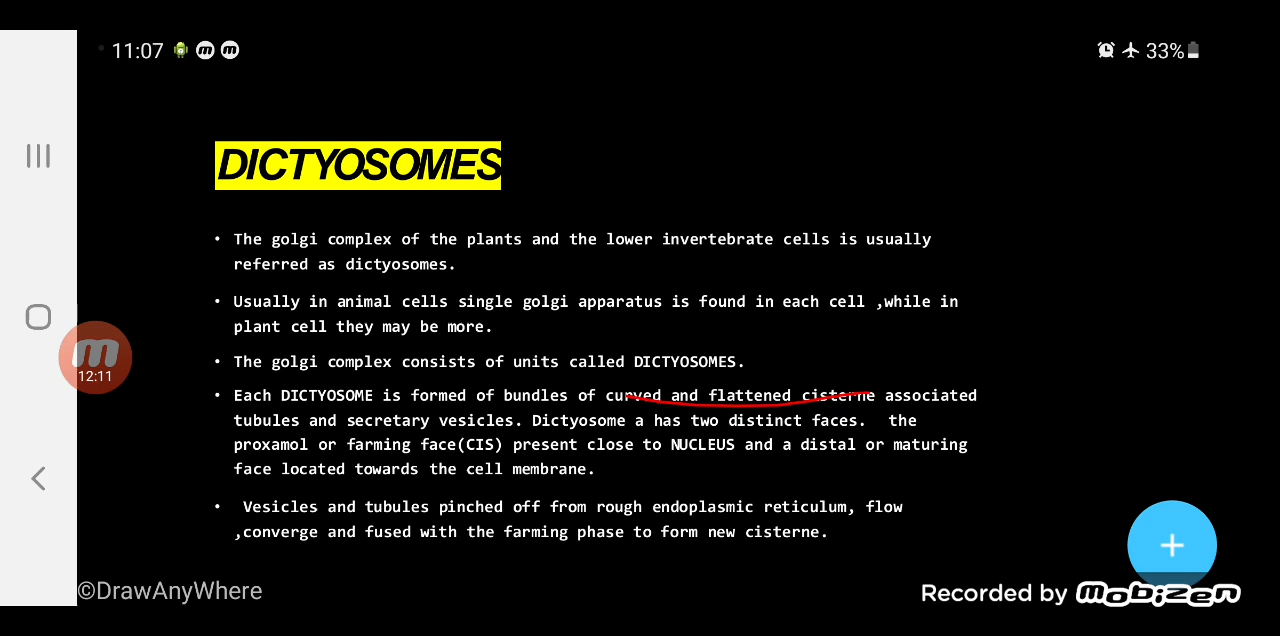 11:07
33%
DICTYOSOMES
• The golgi complex of the plants and the lower invertebrate cells is usually
referred as dictyosomes.
• Usually in animal cells single golgi apparatus is found in each cell ,while in
plant cell they may be more.
• The golgi complex consists of units called DICTYOSOMES.
12:11
• Each DICTYOSOME is formed of bundles of curved and flattened cisterne associated
tubules and secretary vesicles. Dictyosome a has two distinct faces. the
proxamol or farming face(CIS) present close to NUCLEUS and a distal or maturing
face located towards the cell membrane.
• Vesicles and tubules pinched off from rough endoplasmic reticulum, flow
,converge and fused with the farming phase to form new cisterne.
©DrawAnyWhere
Recorded by mobizen